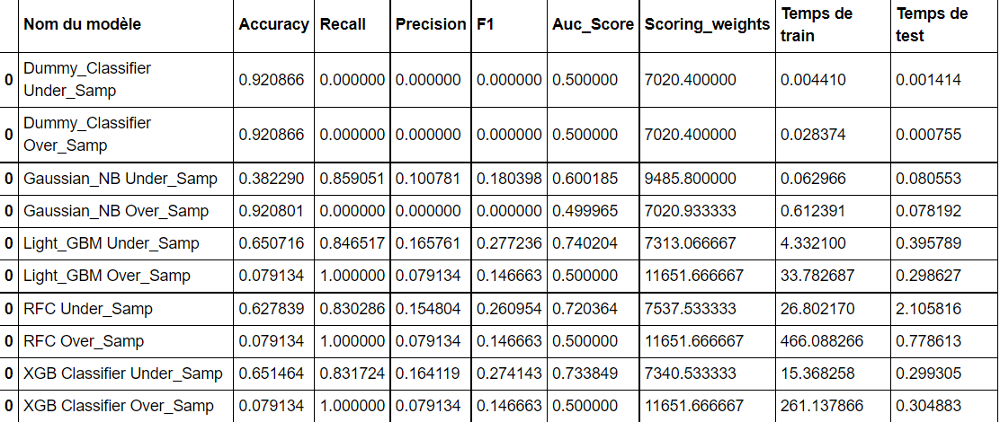 Nom du modèle Accuracy Recall Precision F1 Auc_Score Scoring_weights Temps de train Temps de test
0 Dummy_Classifier Under_Samp 0.920866 0.000000 0.000000 0.000000 0.500000 7020.400000 0.004410 0.001414
0 Dummy_Classifier Over_Samp 0.920866 0.000000 0.000000 0.000000 0.500000 7020.400000 0.028374 0.000755
0 Gaussian_NB Under_Samp 0.382290 0.859051 0.100781 0.180398 0.600185 9485.800000 0.062966 0.080553
0 Gaussian_NB Over_Samp 0.920801 0.000000 0.000000 0.000000 0.499965 7020.933333 0.612391 0.078192
0 Light_GBM Under_Samp 0.650716 0.846517 0.165761 0.277236 0.740204 7313.066667 4.332100 0.395789
0 Light_GBM Over_Samp 0.079134 1.000000 0.079134 0.146663 0.500000 11651.666667 33.782687 0.298627
0 RFC Under_Samp 0.627839 0.830286 0.154804 0.260954 0.720364 7537.533333 26.802170 2.105816
0 RFC Over_Samp 0.079134 1.000000 0.079134 0.146663 0.500000 11651.666667 466.088266 0.778613
0 XGB Classifier Under_Samp 0.651464 0.831724 0.164119 0.274143 0.733849 7340.533333 15.368258 0.299305
0 XGB Classifier Over_Samp 0.079134 1.000000 0.079134 0.146663 0.500000 11651.666667 261.137866 0.304883